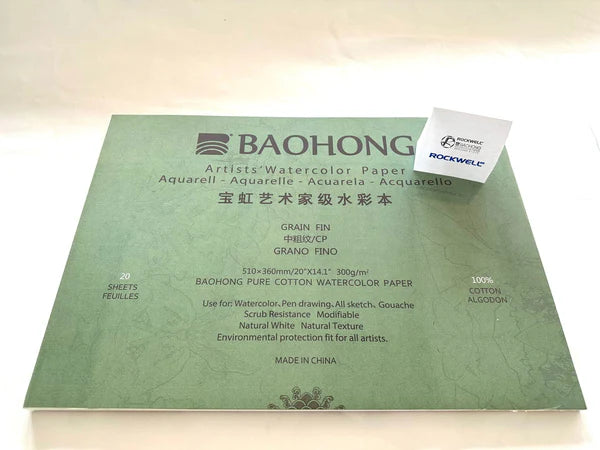 BAOHONG
Artists' Watercolor Paper
Aquarell - Aquarelle - Acuarela - Acquarello
宝虹艺术家级水彩本
GRAIN FIN
中粗纹/CP
GRANO FINO
510×360mm/20"X14.1" 300g/m²
BAOHONG PURE COTTON WATERCOLOR PAPER
20
SHEETS
FEUILLES
100%
COTTON
ALGODON
Use for: Watercolor, Pen drawing, All sketch, Gouache
Scrub Resistance Modifiable
Natural White Natural Texture
Environmental protection fit for all artists.
MADE IN CHINA
ROCKWELL
BAOHONG
ROCKWELL